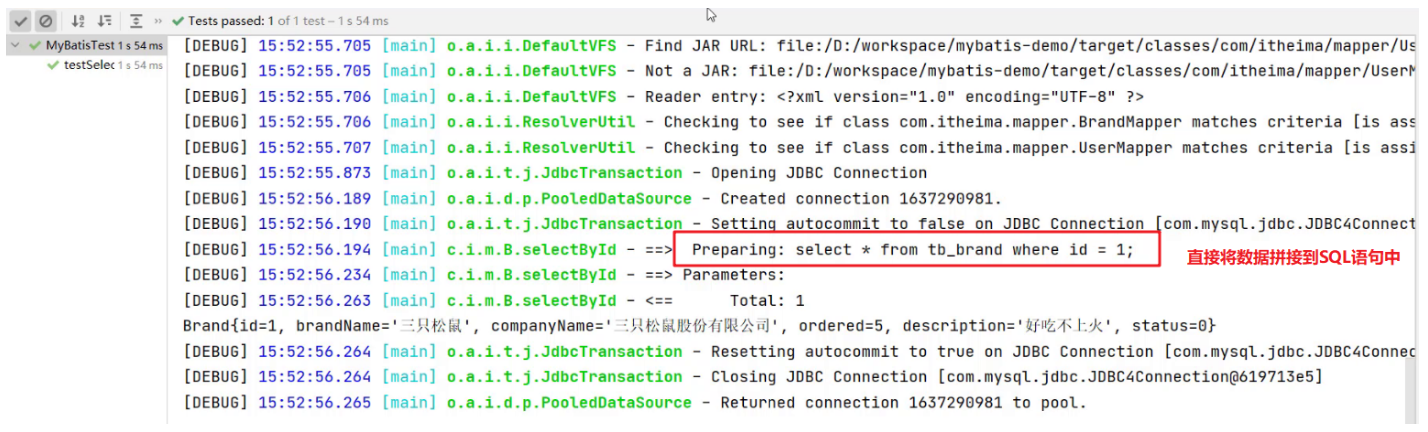 Tests passed: 1 of 1 test – 1 s 54 ms
MyBatisTest 1 s 54 ms
testSelec 1 s 54 ms
[DEBUG] 15:52:55.705 [main] o.a.i.i.DefaultVFS - Find JAR URL: file:/D:/workspace/mybatis-demo/target/classes/com/itheima/mapper/Us
[DEBUG] 15:52:55.705 [main] o.a.i.i.DefaultVFS - Not a JAR: file:/D:/workspace/mybatis-demo/target/classes/com/itheima/mapper/UserM
[DEBUG] 15:52:55.706 [main] o.a.i.i.DefaultVFS - Reader entry: <?xml version="1.0" encoding="UTF-8" ?>
[DEBUG] 15:52:55.706 [main] o.a.i.i.ResolverUtil - Checking to see if class com.itheima.mapper.BrandMapper matches criteria [is ass
[DEBUG] 15:52:55.707 [main] o.a.i.i.ResolverUtil - Checking to see if class com.itheima.mapper.UserMapper matches criteria [is assi
[DEBUG] 15:52:55.873 [main] o.a.i.t.j.JdbcTransaction - Opening JDBC Connection
[DEBUG] 15:52:56.189 [main] o.a.i.d.p.PooledDataSource - Created connection 1637290981.
[DEBUG] 15:52:56.190 [main] o.a.i.t.j.JdbcTransaction - Setting autocommit to false on JDBC Connection [com.mysql.jdbc.JDBC4Connect
[DEBUG] 15:52:56.194 [main] c.i.m.B.selectById - ==>  Preparing: select * from tb_brand where id = 1;
直接将数据拼接到SQL语句中
[DEBUG] 15:52:56.234 [main] c.i.m.B.selectById - ==> Parameters:
[DEBUG] 15:52:56.263 [main] c.i.m.B.selectById - <==      Total: 1
Brand{id=1, brandName='三只松鼠', companyName='三只松鼠股份有限公司', ordered=5, description='好吃不上火', status=0}
[DEBUG] 15:52:56.264 [main] o.a.i.t.j.JdbcTransaction - Resetting autocommit to true on JDBC Connection [com.mysql.jdbc.JDBC4Connec
[DEBUG] 15:52:56.264 [main] o.a.i.t.j.JdbcTransaction - Closing JDBC Connection [com.mysql.jdbc.JDBC4Connection@619713e5]
[DEBUG] 15:52:56.265 [main] o.a.i.d.p.PooledDataSource - Returned connection 1637290981 to pool.